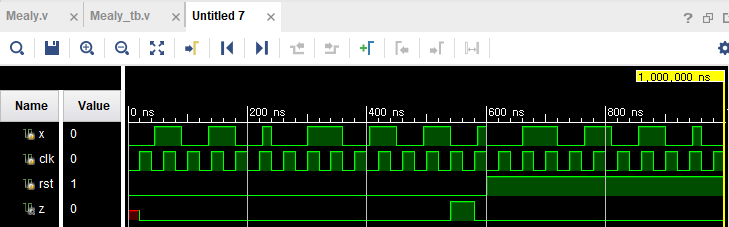 Mealy.v × Mealy_tb.v × Untitled 7 ×
?
1,000,000 ns
Name Value
0 ns 200 ns 400 ns 600 ns 800 ns
x 0
clk 0
rst 1
z 0